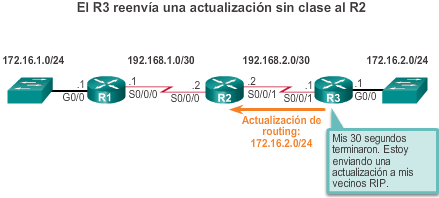 El R3 reenvía una actualización sin clase al R2
172.16.1.0/24
192.168.1.0/30
192.168.2.0/30
172.16.2.0/24
.1
G0/0
R1
.1
S0/0/0
.2
S0/0/0
R2
.2
S0/0/1
.1
S0/0/1
R3
.1
G0/0
Actualización de
routing:
172.16.2.0/24
Mis 30 segundos
terminaron. Estoy
enviando una
actualización a mis
vecinos RIP.